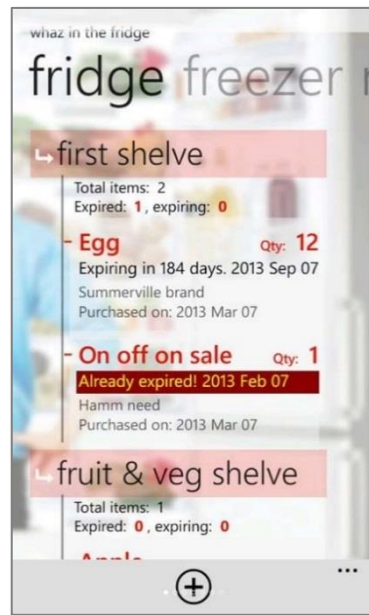 whaz in the fridge
fridge freezer
first shelve
Total items: 2
Expired: 1 , expiring: 0
- Egg Qty: 12
Expiring in 184 days. 2013 Sep 07
Summerville brand
Purchased on: 2013 Mar 07
- On off on sale Qty: 1
Already expired! 2013 Feb 07
Hamm need
Purchased on: 2013 Mar 07
fruit & veg shelve
Total items: 1
Expired: 0 , expiring: 0